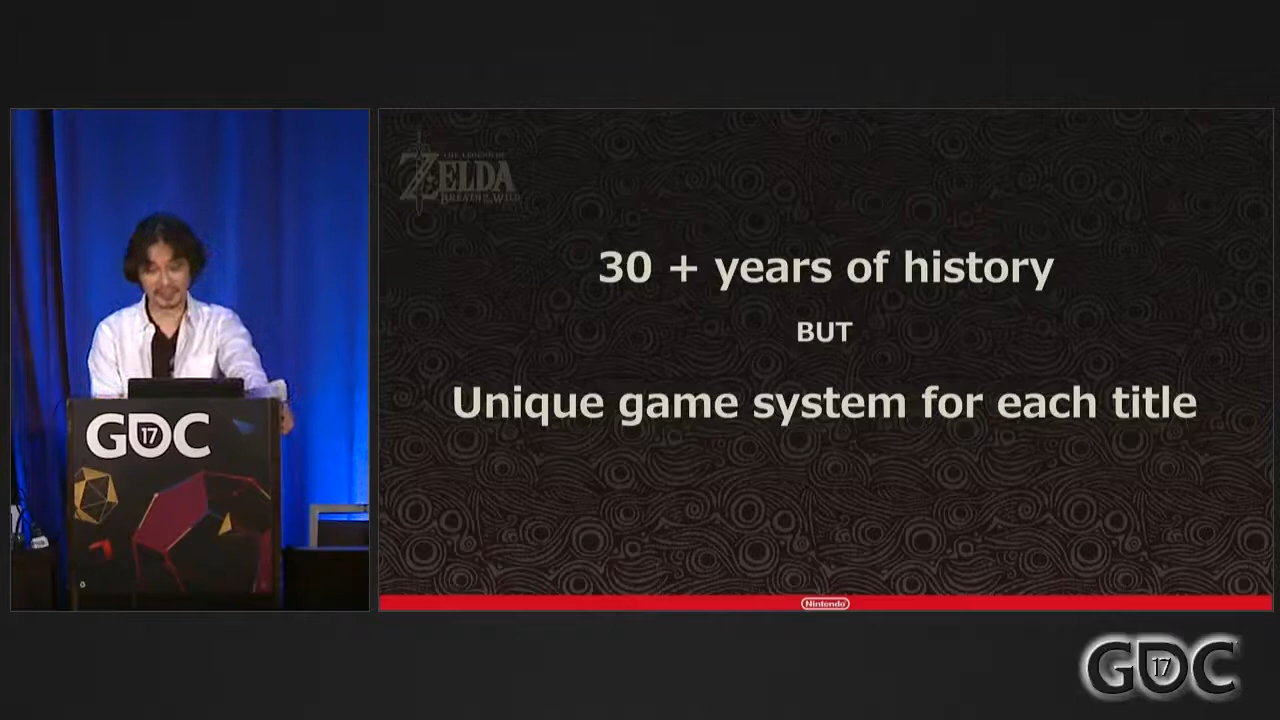 THE LEGEND OF
ZELDA
BREATH OF THE WILD
30 + years of history
BUT
Unique game system for each title
GDC
17
Nintendo
GDC
17